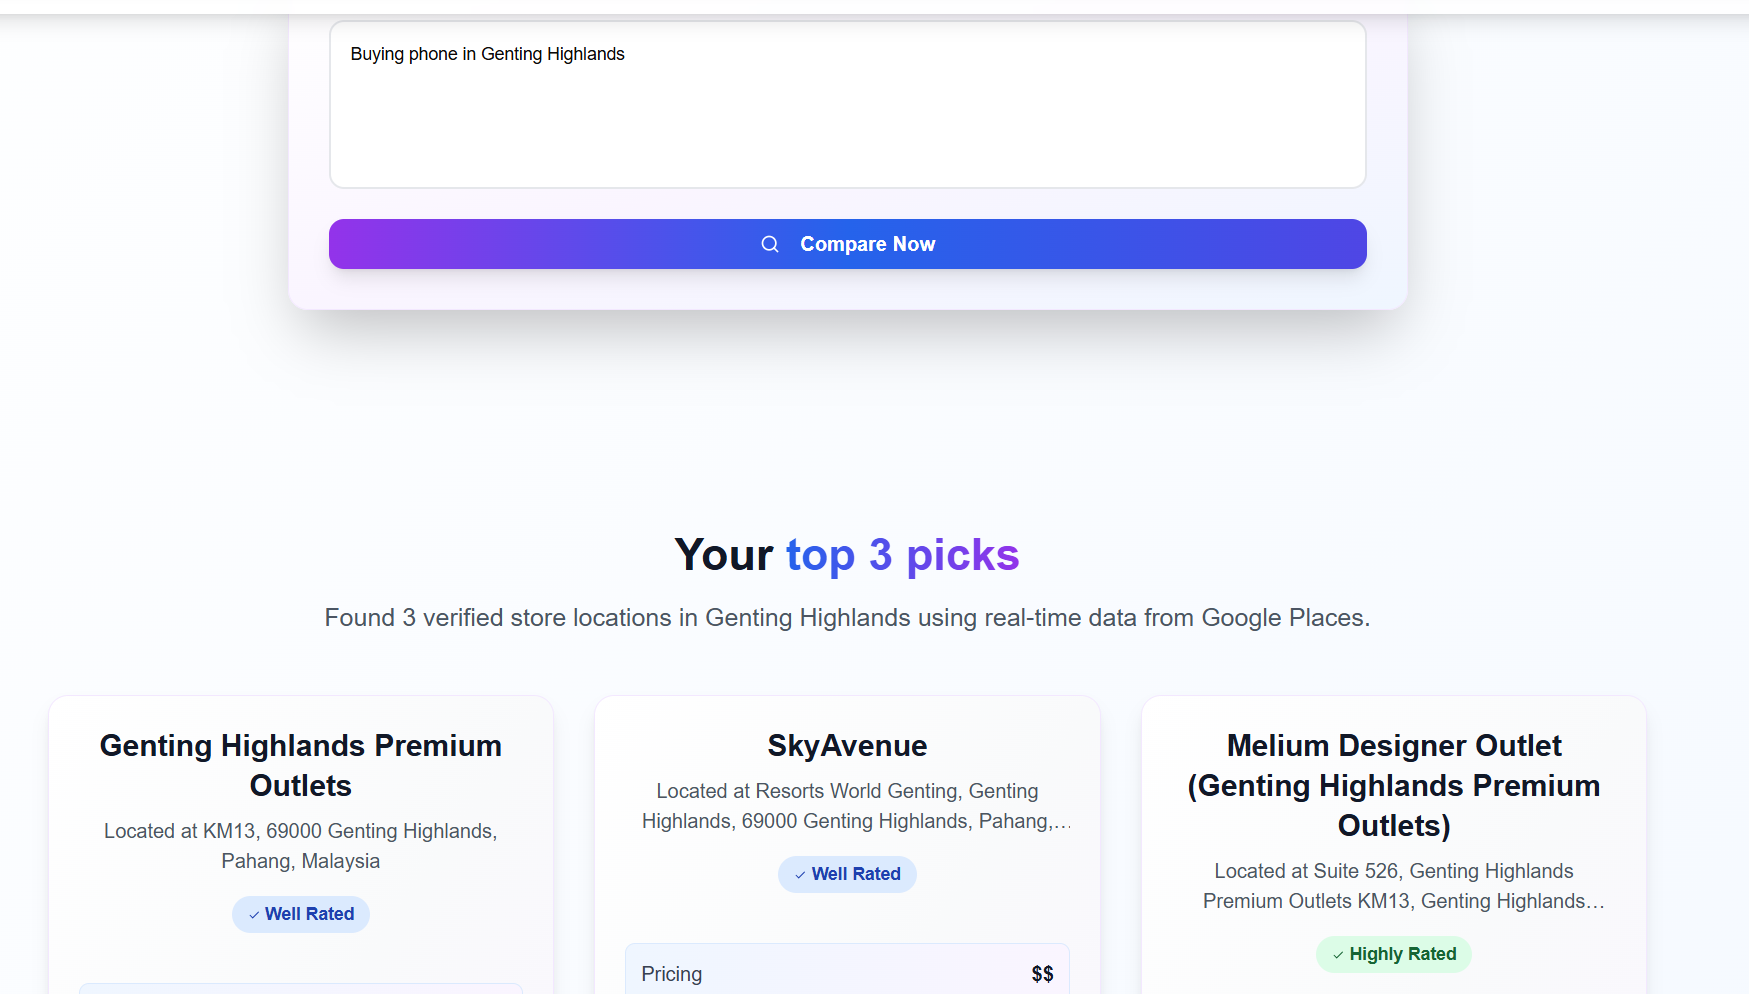 Buying phone in Genting Highlands
Compare Now
Your top 3 picks
Found 3 verified store locations in Genting Highlands using real-time data from Google Places.
Genting Highlands Premium
Outlets
Located at KM13, 69000 Genting Highlands,
Pahang, Malaysia
✓ Well Rated
SkyAvenue
Located at Resorts World Genting, Genting
Highlands, 69000 Genting Highlands, Pahang,…
✓ Well Rated
Pricing $$
Melium Designer Outlet
(Genting Highlands Premium
Outlets)
Located at Suite 526, Genting Highlands
Premium Outlets KM13, Genting Highlands…
✓ Highly Rated